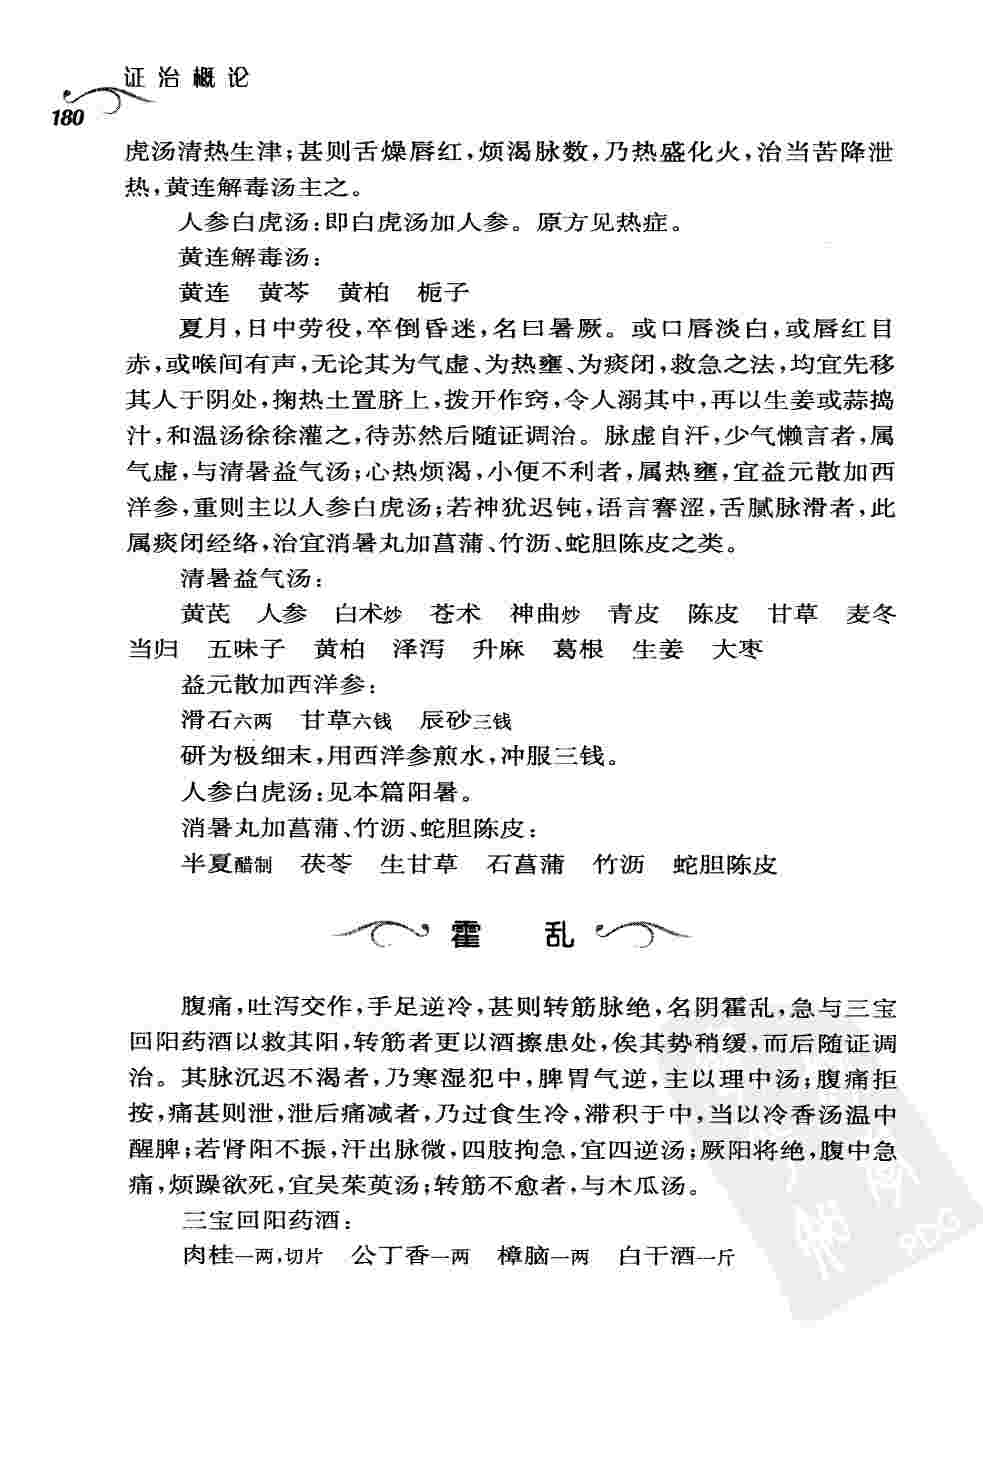 证治概论
180
虎汤清热生津;甚则舌燥唇红,烦渴脉数,乃热盛化火,治当苦降泄
热,黄连解毒汤主之。
人参白虎汤:即白虎汤加人参。原方见热症。
黄连解毒汤:
黄连 黄芩 黄柏 栀子
夏月,日中劳役,卒倒昏迷,名曰暑厥。或口唇淡白,或唇红目
赤,或喉间有声,无论其为气虚、为热壅、为痰闭,救急之法,均宜先移
其人于阴处,掬热土置脐上,拨开作窍,令人溺其中,再以生姜或蒜捣
汁,和温汤徐徐灌之,待苏然后随证调治。脉虚自汗,少气懒言者,属
气虚,与清暑益气汤;心热烦渴,小便不利者,属热壅,宜益元散加西
洋参,重则主以人参白虎汤;若神犹迟钝,语言謇涩,舌腻脉滑者,此
属痰闭经络,治宜消暑丸加菖蒲、竹沥、蛇胆陈皮之类。
清暑益气汤:
黄芪 人参 白术炒 苍术 神曲炒 青皮 陈皮 甘草 麦冬
当归 五味子 黄柏 泽泻 升麻 葛根 生姜 大枣
益元散加西洋参:
滑石六两 甘草六钱 辰砂三钱
研为极细末,用西洋参煎水,冲服三钱。
人参白虎汤:见本篇阳暑。
消暑丸加菖蒲、竹沥、蛇胆陈皮:
半夏醋制 茯苓 生甘草 石菖蒲 竹沥 蛇胆陈皮
霍乱
腹痛,吐泻交作,手足逆冷,甚则转筋脉绝,名阴霍乱,急与三宝
回阳药酒以救其阳,转筋者更以酒擦患处,俟其势稍缓,而后随证调
治。其脉沉迟不渴者,乃寒湿犯中,脾胃气逆,主以理中汤;腹痛拒
按,痛甚则泄,泄后痛减者,乃过食生冷,滞积于中,当以冷香汤温中
醒脾;若肾阳不振,汗出脉微,四肢拘急,宜四逆汤;厥阳将绝,腹中急
痛,烦躁欲死,宜吴茱萸汤;转筋不愈者,与木瓜汤。
三宝回阳药酒:
肉桂一两,切片 公丁香一两 樟脑一两 白干酒一斤
PDG